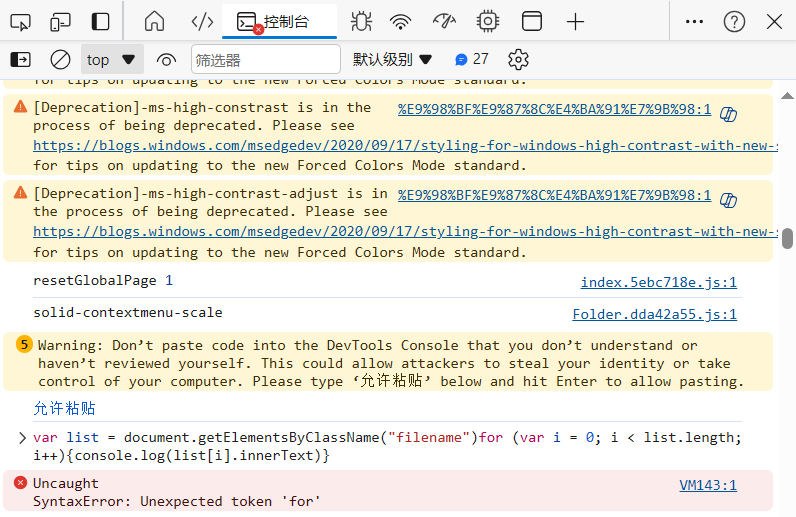 控制台
top
筛选器
默认级别
27
for tips on updating to the new Forced Colors Mode standard.
[Deprecation]-ms-high-constrast is in the
%E9%98%BF%E9%87%8C%E4%BA%91%E7%9B%98:1
process of being deprecated. Please see
https://blogs.windows.com/msedgedev/2020/09/17/styling-for-windows-high-contrast-with-new-s
for tips on updating to the new Forced Colors Mode standard.
[Deprecation]-ms-high-contrast-adjust is in
%E9%98%BF%E9%87%8C%E4%BA%91%E7%9B%98:1
the process of being deprecated. Please see
https://blogs.windows.com/msedgedev/2020/09/17/styling-for-windows-high-contrast-with-new-s
for tips on updating to the new Forced Colors Mode standard.
resetGlobalPage 1
index.5ebc718e.js:1
solid-contextmenu-scale
Folder.dda42a55.js:1
5
Warning: Don’t paste code into the DevTools Console that you don’t understand or
haven’t reviewed yourself. This could allow attackers to steal your identity or take
control of your computer. Please type ‘允许粘贴’ below and hit Enter to allow pasting.
允许粘贴
var list = document.getElementsByClassName("filename")for (var i = 0; i < list.length;
i++){console.log(list[i].innerText)}
Uncaught
VM143:1
SyntaxError: Unexpected token 'for'